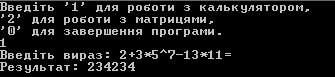 Введіть '1' для роботи з калькулятором,
'2' для роботи з матрицями,
'0' для завершення програми.
1
Введіть вираз: 2+3*5^7-13*11=
Результат: 234234